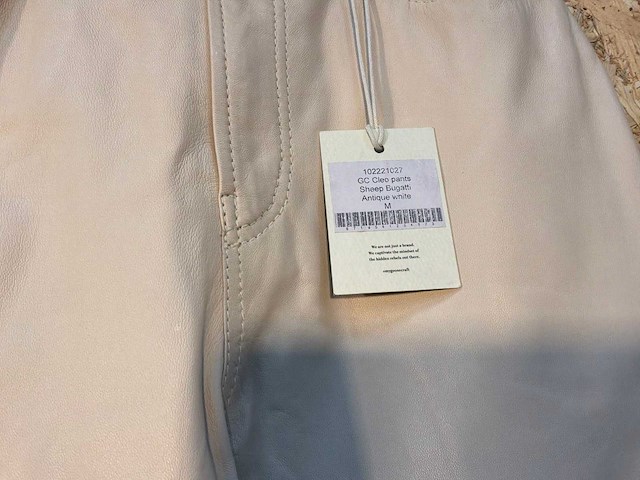 102221027
GC Cleo pants
Sheep Bugatti
Antique white
M
We are not just a brand.
We captivate the mindset of
the hidden rebels out there.